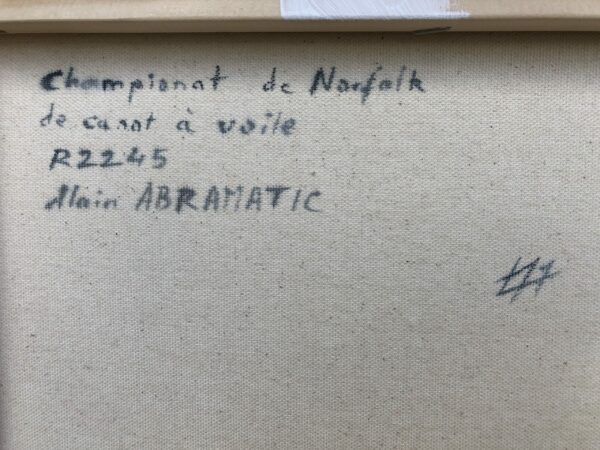 Championat de Norfolk
de canot à voile
R2245
Alain ABRAMATIC